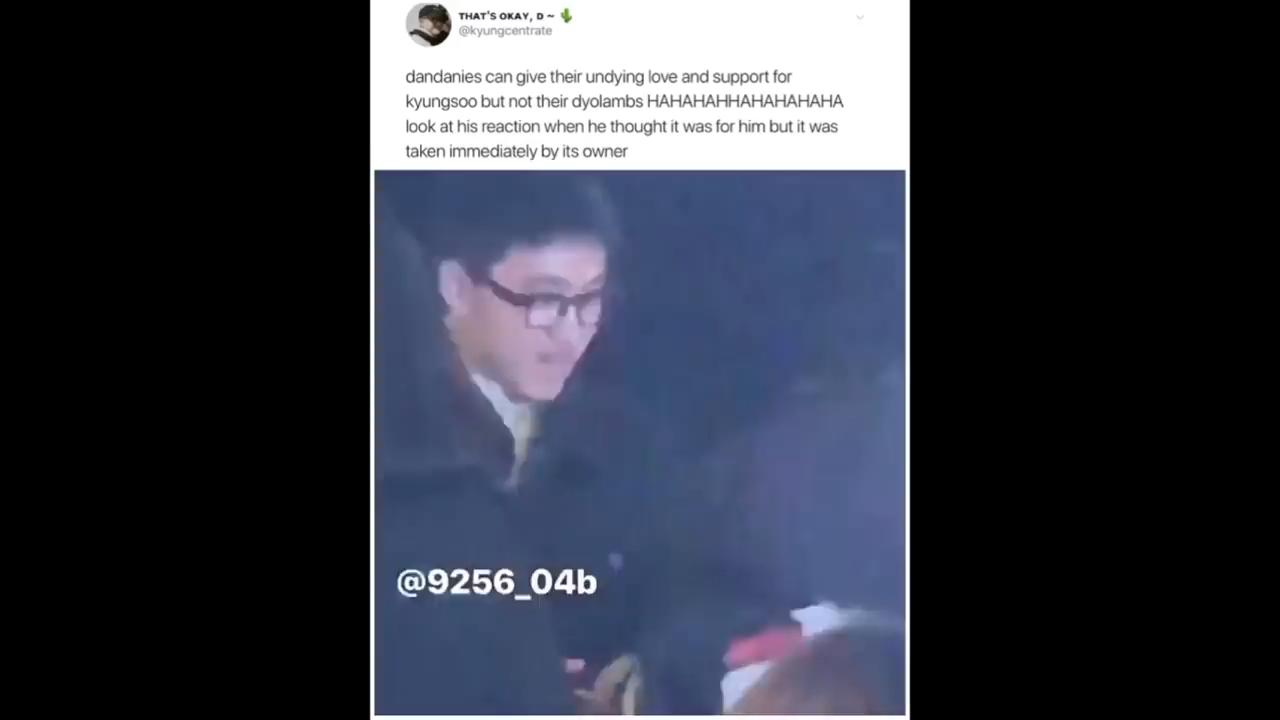 THAT'S OKAY, D ~ 🌵
@kyungcentrate
dandanies can give their undying love and support for
kyungsoo but not their dyolambs HAHAHAHHAHAHAHAHA
look at his reaction when he thought it was for him but it was
taken immediately by its owner
@9256_04b